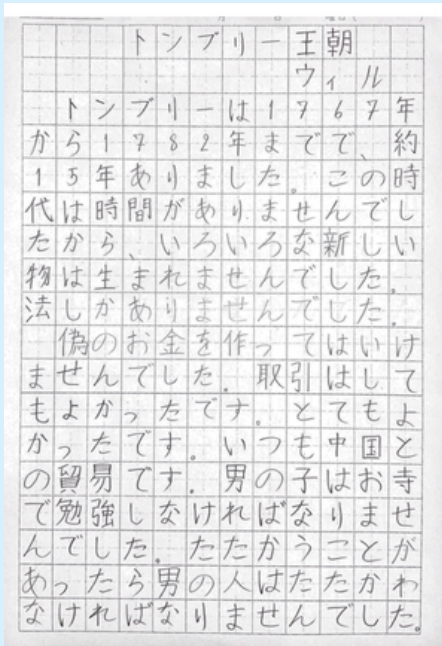 トンブリー王朝
ウィル
トンブリーは1767年
から1782年までで、約
15年ありました。この時
代は時間がありませんでし
たから、いろいろな新しい
物は生まれませんでした。
法しかありませんでした。
偽のお金を作ってはいけ
ませんでした。取引はして
もよかったです。とてもよ
かったです。いつも中国と
の貿易です。男の子はお寺
で勉強しなければなりませ
んでした。たたかうことが
あったら男の人はたたかわ
なければなりませんでした。